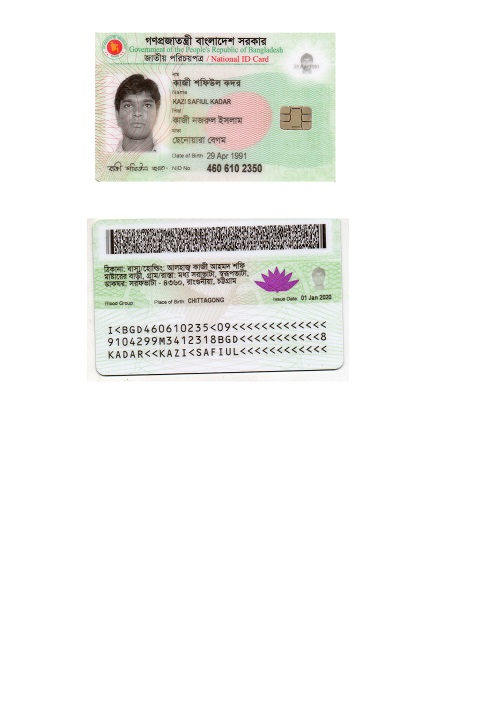 গণপ্রজাতন্ত্রী বাংলাদেশ সরকার
Government of the People's Republic of Bangladesh
জাতীয় পরিচয়পত্র / National ID Card
নাম
কাজী শফিউল কদর
Name
KAZI SAFIUL KADAR
পিতা
কাজী নজরুল ইসলাম
মাতা
ছেনোয়ারা বেগম
Date of Birth 29 Apr 1991
NID No. 460 610 2350
ঠিকানা: বাসা/হোল্ডিং: আলহাজ্ব কাজী আহমদ শফি
মাষ্টারের বাড়ী, গ্রাম/রাস্তা: মধ্য সরফভাটা,
ডাকঘর: সরফভাটা - ৪৩৬০, রাংগুনীয়া, চট্টগ্রাম
Blood Group Place of Birth CHITTAGONG Issue Date 01 Jan 2020
I<BGD460610235<09<<<<<<<<<<<<<
9104299M3412318BGD<<<<<<<<<<<8
KADAR<<KAZI<SAFIUL<<<<<<<<<<<<